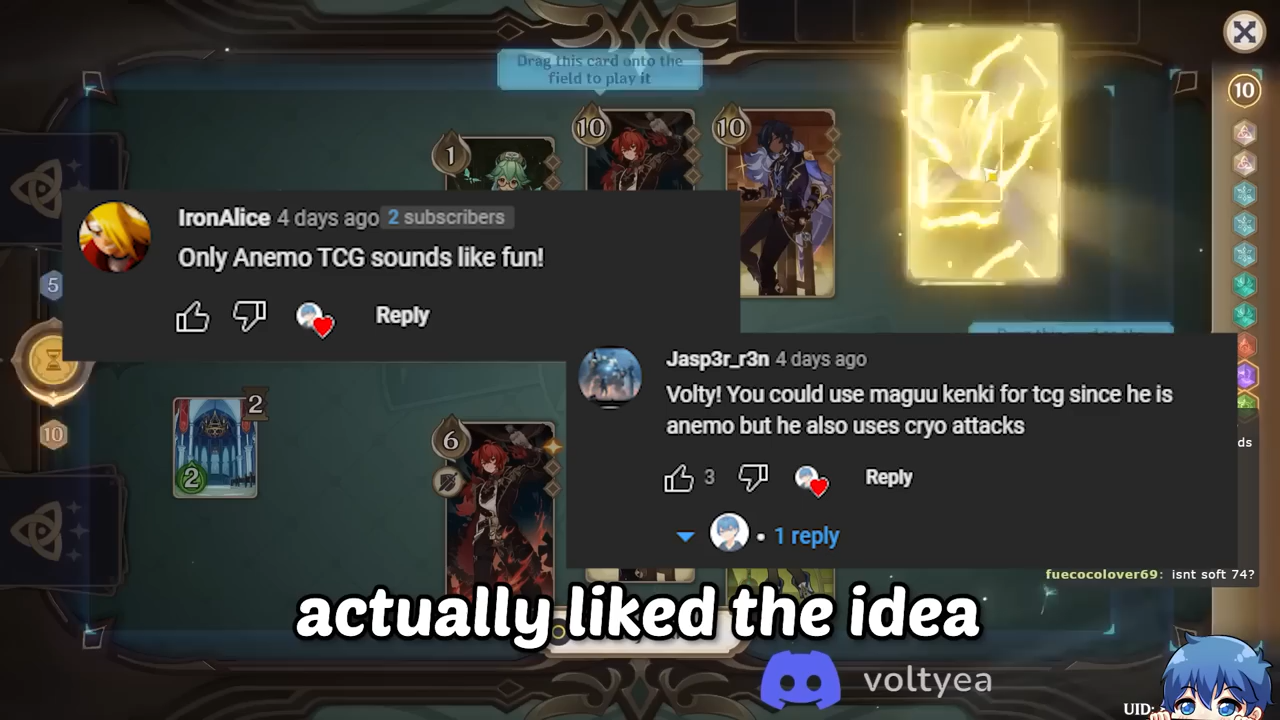 Drag this card onto the
field to play it
10
1
10
10
IronAlice 4 days ago 2 subscribers
Only Anemo TCG sounds like fun!
Reply
5
Jasp3r_r3n 4 days ago
Volty! You could use maguu kenki for tcg since he is
anemo but he also uses cryo attacks
3 Reply
1 reply
2
2
10
6
ds
fuecocolover69: isnt soft 74?
actually liked the idea
voltyea
UID: